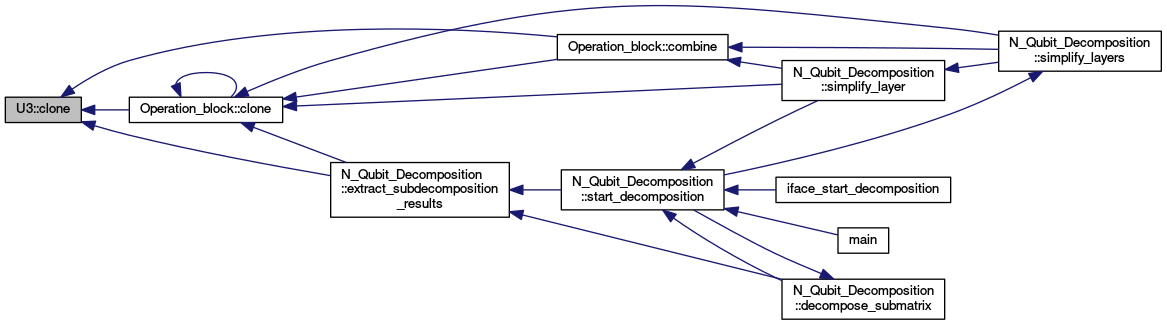 U3::clone
Operation_block::clone
Operation_block::combine
N_Qubit_Decomposition
::simplify_layers
N_Qubit_Decomposition
::simplify_layer
N_Qubit_Decomposition
::extract_subdecomposition
_results
N_Qubit_Decomposition
::start_decomposition
iface_start_decomposition
main
N_Qubit_Decomposition
::decompose_submatrix